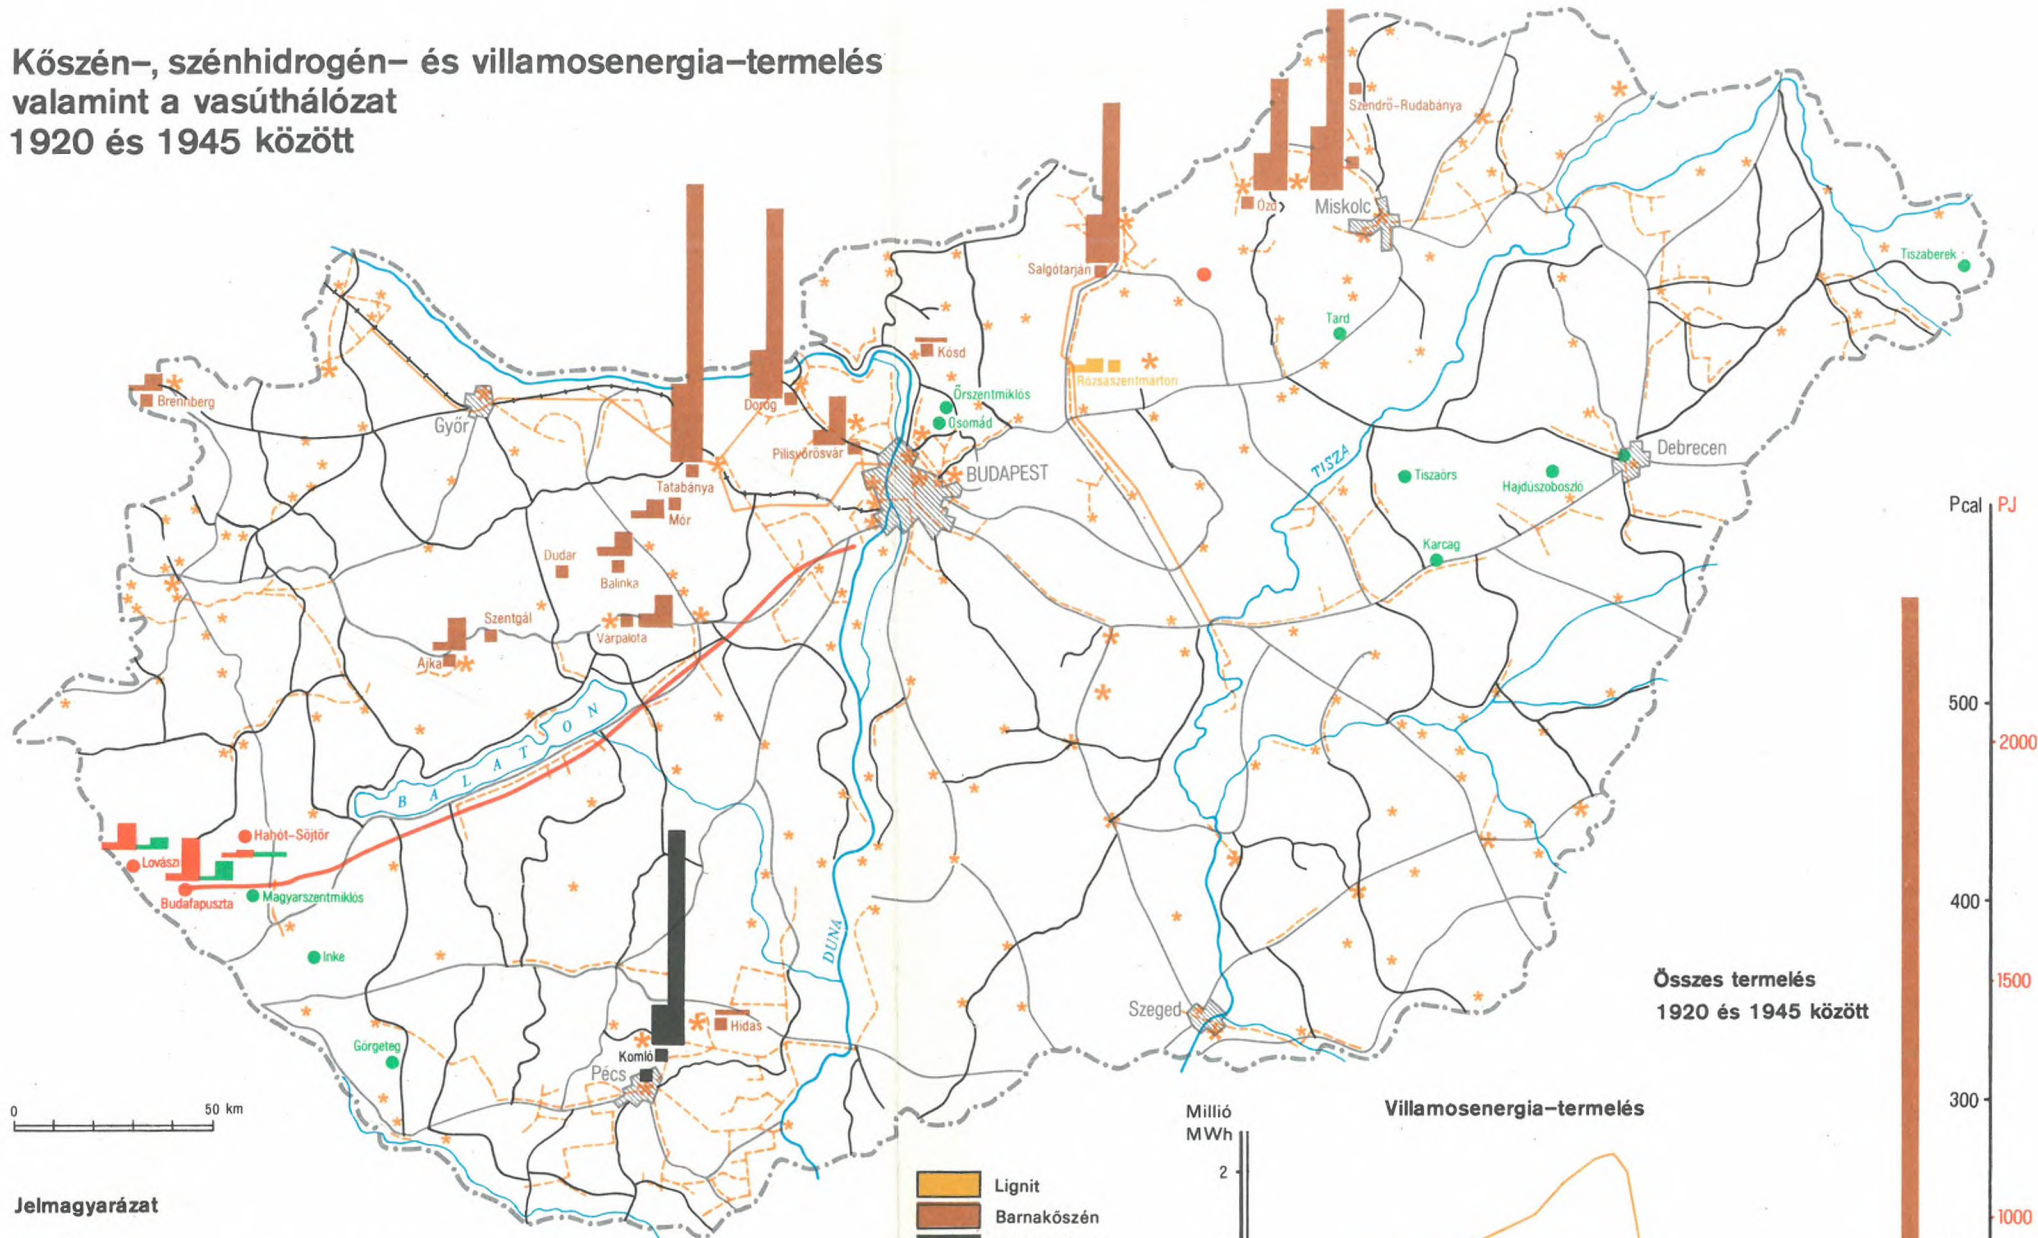 Kőszén–, szénhidrogén– és villamosenergia–termelés
valamint a vasúthálózat
1920 és 1945 között
Szendrő-Rudabánya
Ózd
Miskolc
Salgótarján
Tiszaberek
Tard
Kósd
Rózsaszentmárton
Brennberg
Győr
Dorog
Őrszentmiklós
Csomád
Pilisvörösvár
BUDAPEST
Debrecen
TISZA
Tiszaörs
Hajdúszoboszló
Tatabánya
Mór
Pcal
PJ
Dudar
Balinka
Karcag
Szentgál
Várpalota
Ajka
500
2000
BALATON
Hahót–Söjtör
Lovászi
Budafapuszta
Magyarszentmiklós
400
DUNA
Inke
Összes termelés
1500
1920 és 1945 között
Szeged
Hidas
Görgeteg
Komló
Pécs
0
50 km
Millió
MWh
Villamosenergia–termelés
300
2
Jelmagyarázat
Lignit
Barnakőszén
1000